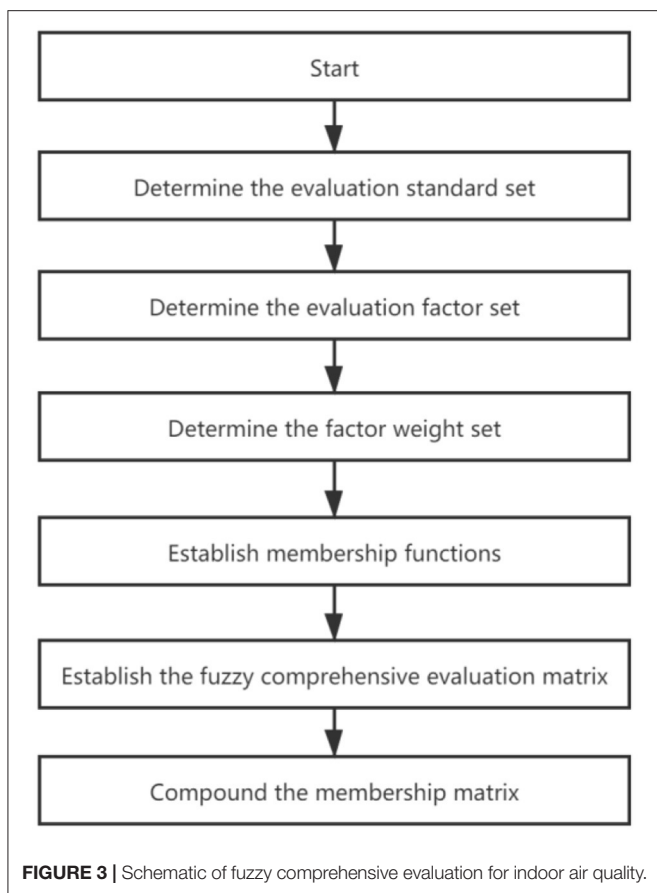 Start
Determine the evaluation standard set
Determine the evaluation factor set
Determine the factor weight set
Establish membership functions
Establish the fuzzy comprehensive evaluation matrix
Compound the membership matrix
FIGURE 3 | Schematic of fuzzy comprehensive evaluation for indoor air quality.